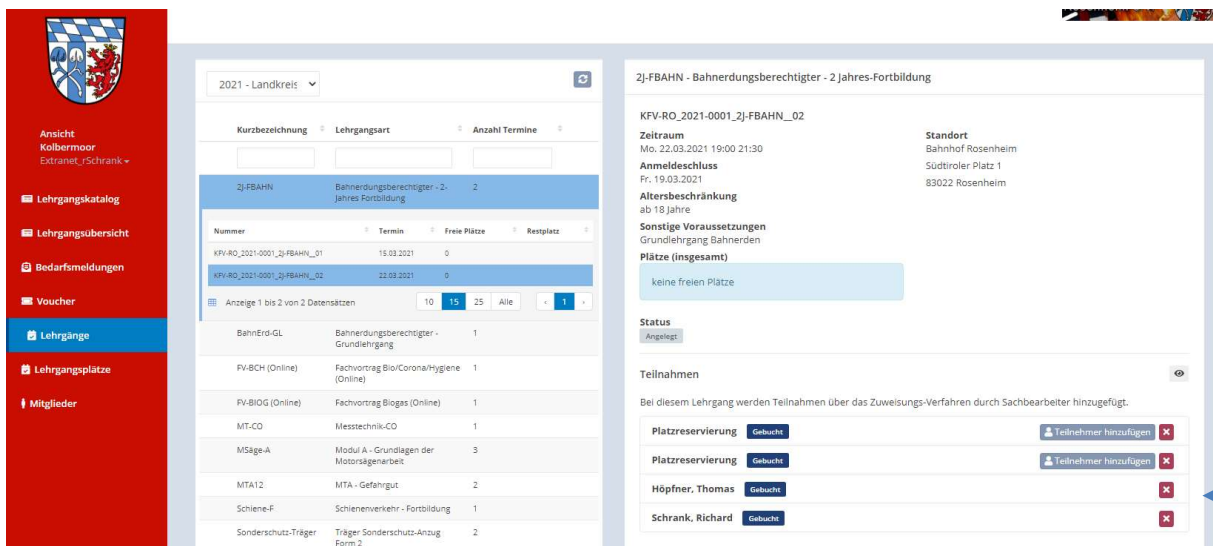 Ansicht
Kolbermoor
Extranet_rSchrank
Lehrgangskatalog
Lehrgangsübersicht
Bedarfsmeldungen
Voucher
Lehrgänge
Lehrgangsplätze
Mitglieder
2021 - Landkreis
Kurzbezeichnung Lehrgangsart Anzahl Termine
2J-FBAHN Bahnerdungsberechtigter - 2- 2
Jahres Fortbildung
Nummer Termin Freie Plätze Restplatz
KFV-RO_2021-0001_2J-FBAHN__01 15.03.2021 0
KFV-RO_2021-0001_2J-FBAHN__02 22.03.2021 0
Anzeige 1 bis 2 von 2 Datensätzen 10 15 25 Alle ‹ 1 ›
BahnErd-GL Bahnerdungsberechtigter - 1
Grundlehrgang
FV-BCH (Online) Fachvortrag Bio/Corona/Hygiene 1
(Online)
FV-BIOG (Online) Fachvortrag Biogas (Online) 1
MT-CO Messtechnik-CO 1
MSäge-A Modul A - Grundlagen der 3
Motorsägenarbeit
MTA12 MTA - Gefahrgut 2
Schiene-F Schienenverkehr - Fortbildung 1
Sonderschutz-Träger Träger Sonderschutz-Anzug 2
Form 2
2J-FBAHN - Bahnerdungsberechtigter - 2 Jahres-Fortbildung
KFV-RO_2021-0001_2J-FBAHN__02
Zeitraum Standort
Mo. 22.03.2021 19:00 21:30 Bahnhof Rosenheim
Anmeldeschluss Südtiroler Platz 1
Fr. 19.03.2021 83022 Rosenheim
Altersbeschränkung
ab 18 Jahre
Sonstige Voraussetzungen
Grundlehrgang Bahnerden
Plätze (insgesamt)
keine freien Plätze
Status
Angelegt
Teilnahmen
Bei diesem Lehrgang werden Teilnahmen über das Zuweisungs-Verfahren durch Sachbearbeiter hinzugefügt.
Platzreservierung Gebucht Teilnehmer hinzufügen
Platzreservierung Gebucht Teilnehmer hinzufügen
Höpfner, Thomas Gebucht
Schrank, Richard Gebucht